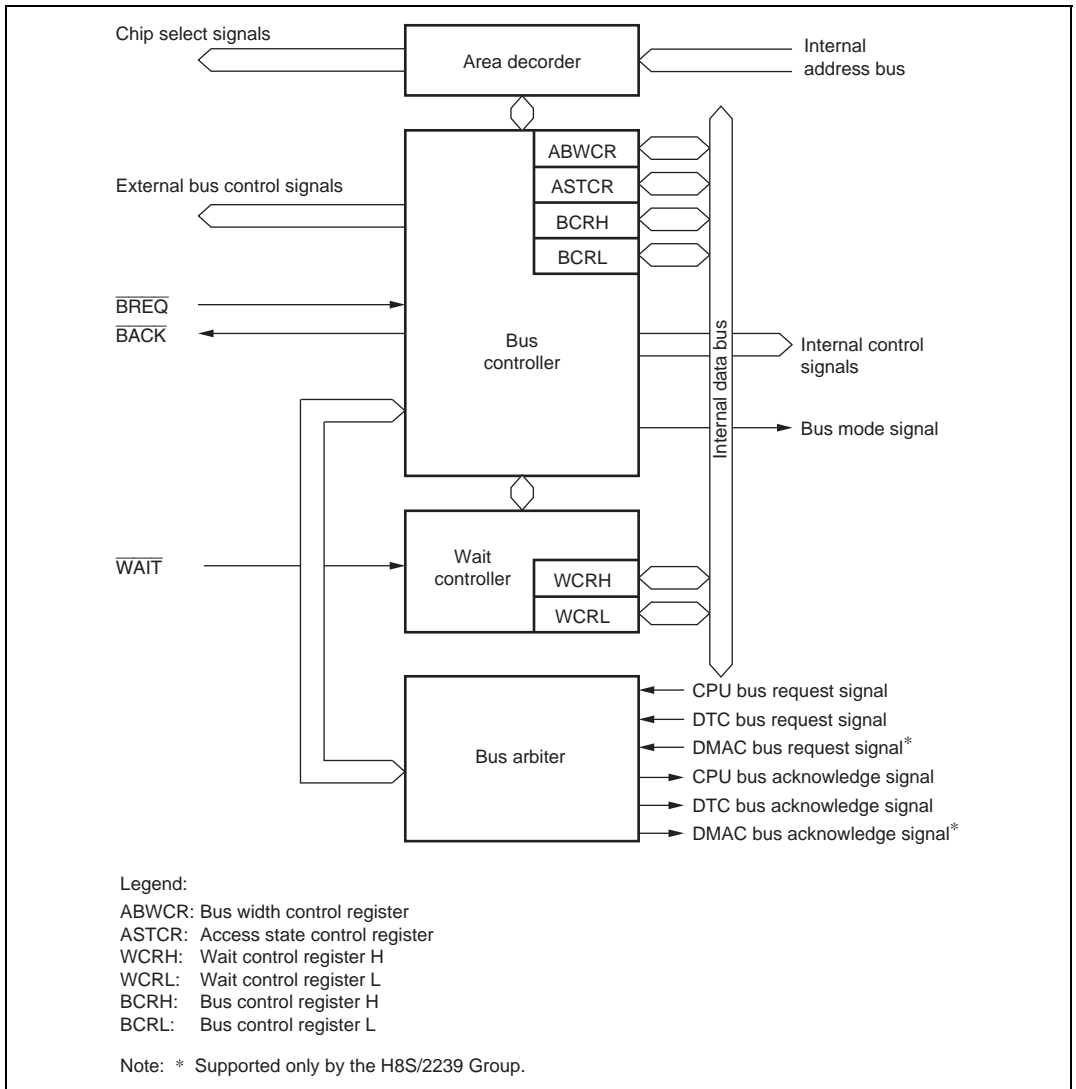 Chip select signals
Area decorder
Internal
address bus
ABWCR
ASTCR
External bus control signals
BCRH
BCRL
BREQ
BACK
Bus
controller
Internal data bus
Internal control
signals
Bus mode signal
WAIT
Wait
controller
WCRH
WCRL
CPU bus request signal
DTC bus request signal
DMAC bus request signal*
Bus arbiter
CPU bus acknowledge signal
DTC bus acknowledge signal
DMAC bus acknowledge signal*
Legend:
ABWCR: Bus width control register
ASTCR: Access state control register
WCRH: Wait control register H
WCRL: Wait control register L
BCRH: Bus control register H
BCRL: Bus control register L
Note: * Supported only by the H8S/2239 Group.